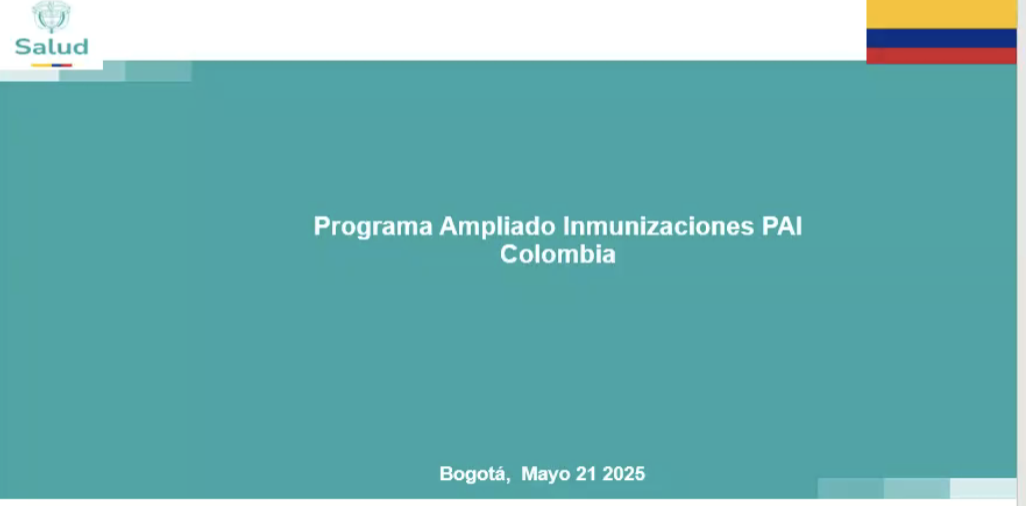 Salud
Programa Ampliado Inmunizaciones PAI
Colombia
Bogotá,  Mayo 21 2025